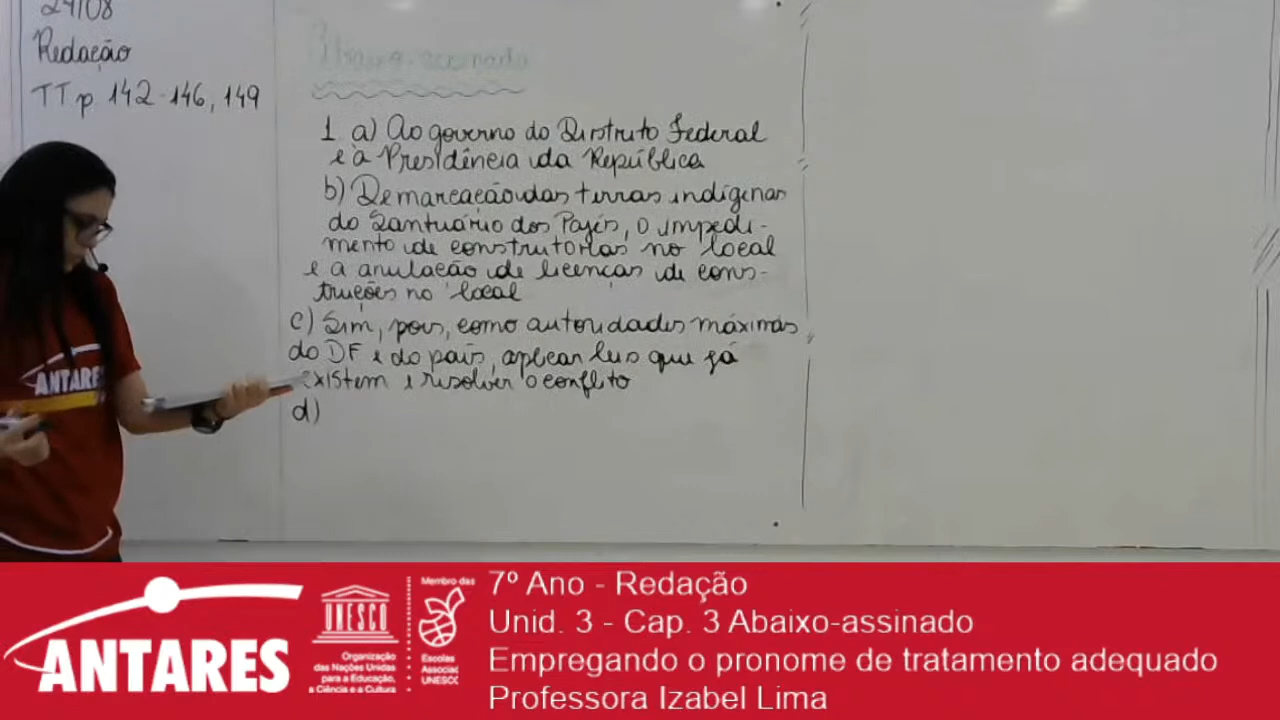 24/08
Redação
TT p. 142-146, 149
Abaixo-assinado
1 a) Ao governo do Distrito Federal
e à Presidência da República
b) Demarcação das terras indígenas
do Santuário dos Pajés, o impedi-
mento de construtoras no local
e a anulação de licenças de cons-
truções no local
c) Sim, pois, como autoridades máximas
do DF e do país, aplicar leis que já
existem e resolver o conflito
d)
ANTARES
ANTARES
UNESCO
Organização
das Nações Unidas
para a Educação,
a Ciência e a Cultura
Membro das
Escolas
UNESC
7º Ano - Redação
Unid. 3 - Cap. 3 Abaixo-assinado
Empregando o pronome de tratamento adequado
Professora Izabel Lima